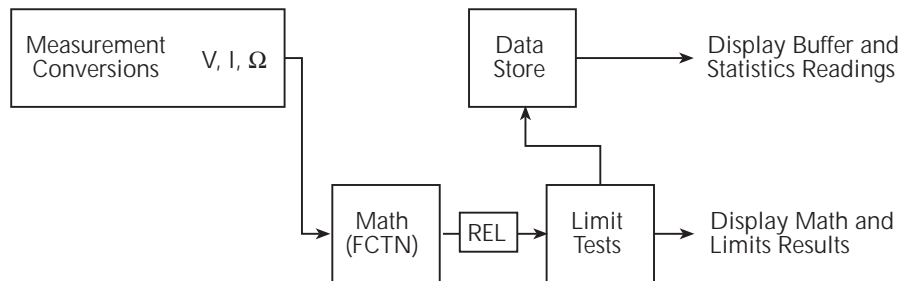 Measurement
Conversions
V, I, Ω
Data
Store
Display Buffer and
Statistics Readings
Math
(FCTN)
REL
Limit
Tests
Display Math and
Limits Results